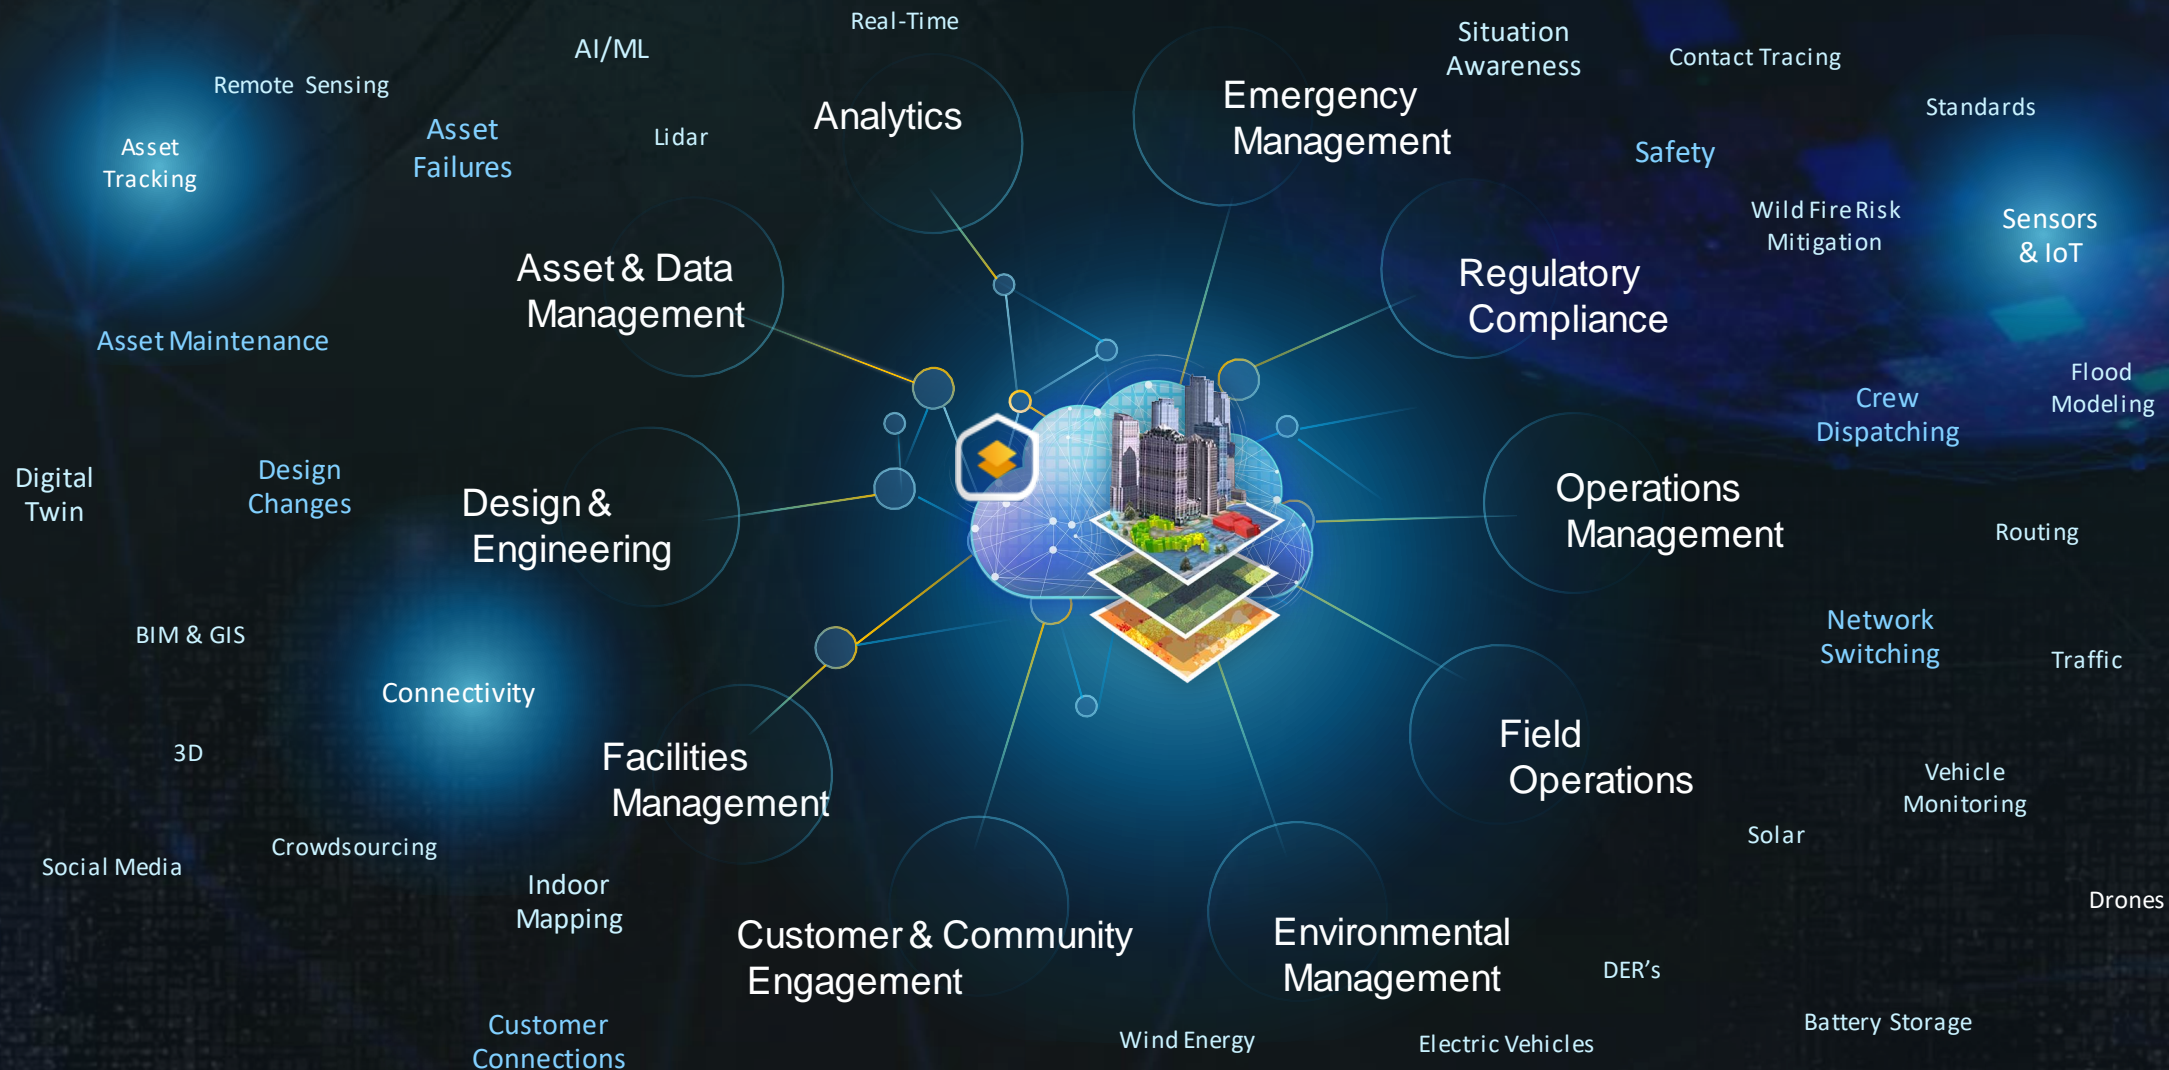 Real-Time
AI/ML
Remote Sensing
Asset
Tracking
Asset
Failures
Lidar
Analytics
Emergency
Management
Situation
Awareness
Contact Tracing
Standards
Safety
Wild Fire Risk
Mitigation
Sensors
& IoT
Asset & Data
Management
Regulatory
Compliance
Asset Maintenance
Flood
Modeling
Crew
Dispatching
Digital
Twin
Design
Changes
Design &
Engineering
Operations
Management
Routing
BIM & GIS
Connectivity
Network
Switching
Traffic
3D
Facilities
Management
Field
Operations
Vehicle
Monitoring
Solar
Social Media
Crowdsourcing
Indoor
Mapping
Drones
Customer & Community
Engagement
Environmental
Management
DER’s
Customer
Connections
Wind Energy
Electric Vehicles
Battery Storage